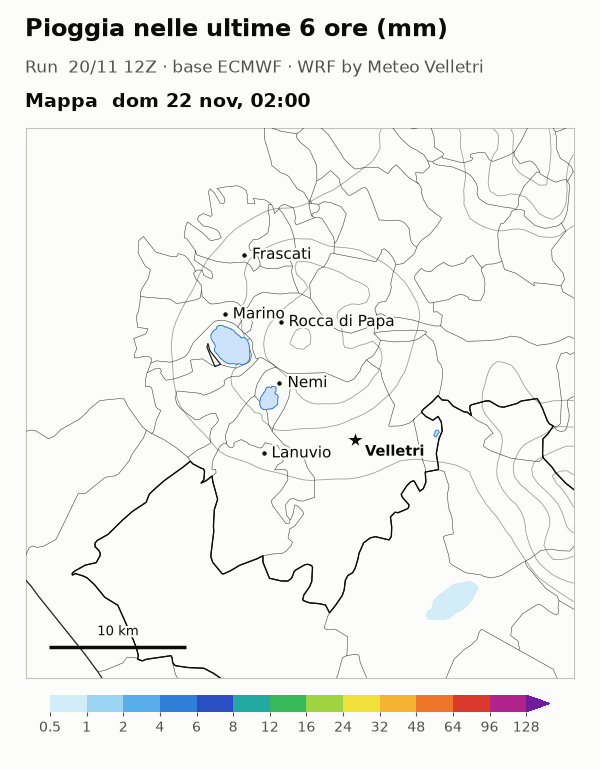 Pioggia nelle ultime 6 ore (mm)
Run  20/11 12Z · base ECMWF · WRF by Meteo Velletri
Mappa  dom 22 nov, 02:00
Frascati
Marino
Rocca di Papa
Nemi
Velletri
Lanuvio
10 km
0.5 1 2 4 6 8 12 16 24 32 48 64 96 128